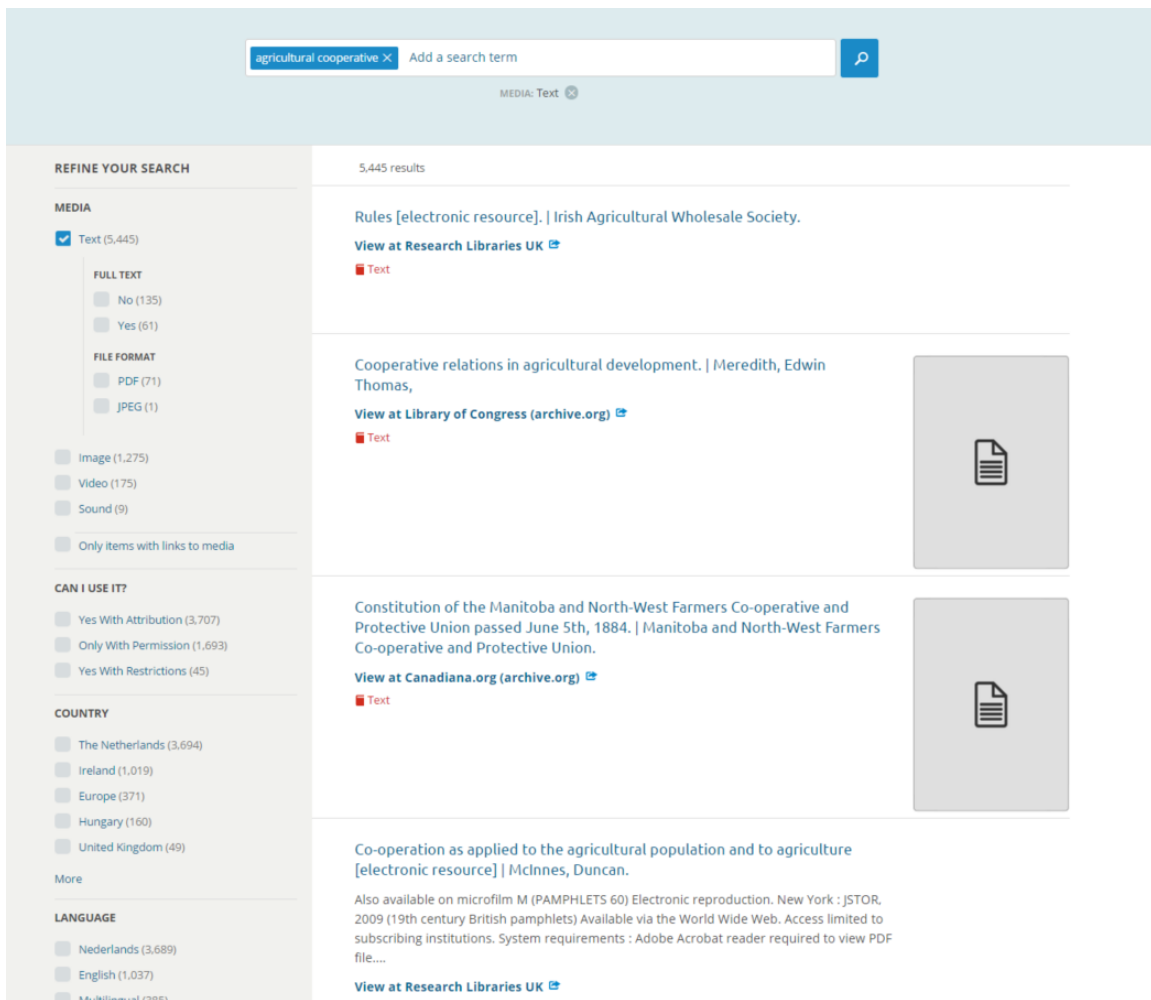 agricultural cooperative × Add a search term
MEDIA: Text
REFINE YOUR SEARCH
MEDIA
Text (5,445)
FULL TEXT
No (135)
Yes (61)
FILE FORMAT
PDF (71)
JPEG (1)
Image (1,275)
Video (175)
Sound (9)
Only items with links to media
CAN I USE IT?
Yes With Attribution (3,707)
Only With Permission (1,693)
Yes With Restrictions (45)
COUNTRY
The Netherlands (3,694)
Ireland (1,019)
Europe (371)
Hungary (160)
United Kingdom (49)
More
LANGUAGE
Nederlands (3,689)
English (1,037)
Multilingual (385)
5,445 results
Rules [electronic resource]. | Irish Agricultural Wholesale Society.
View at Research Libraries UK
Text
Cooperative relations in agricultural development. | Meredith, Edwin
Thomas,
View at Library of Congress (archive.org)
Text
Constitution of the Manitoba and North-West Farmers Co-operative and
Protective Union passed June 5th, 1884. | Manitoba and North-West Farmers
Co-operative and Protective Union.
View at Canadiana.org (archive.org)
Text
Co-operation as applied to the agricultural population and to agriculture
[electronic resource] | McInnes, Duncan.
Also available on microfilm M (PAMPHLETS 60) Electronic reproduction. New York : JSTOR,
2009 (19th century British pamphlets) Available via the World Wide Web. Access limited to
subscribing institutions. System requirements : Adobe Acrobat reader required to view PDF
file....
View at Research Libraries UK